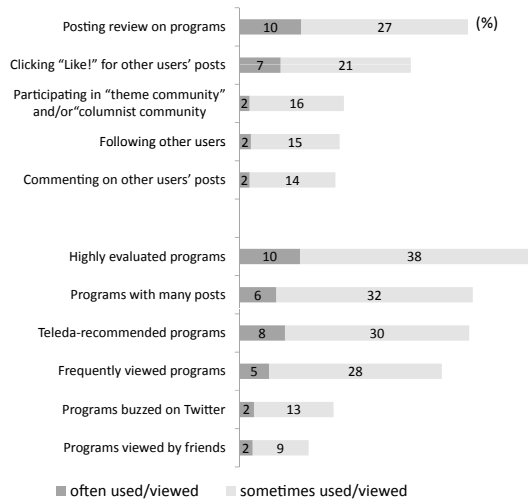 Posting review on programs 10 27 (%)
Clicking “Like!” for other users’ posts 7 21
Participating in “theme community”
and/or“columnist community 2 16
Following other users 2 15
Commenting on other users’ posts 2 14
Highly evaluated programs 10 38
Programs with many posts 6 32
Teleda-recommended programs 8 30
Frequently viewed programs 5 28
Programs buzzed on Twitter 2 13
Programs viewed by friends 2 9
often used/viewed sometimes used/viewed